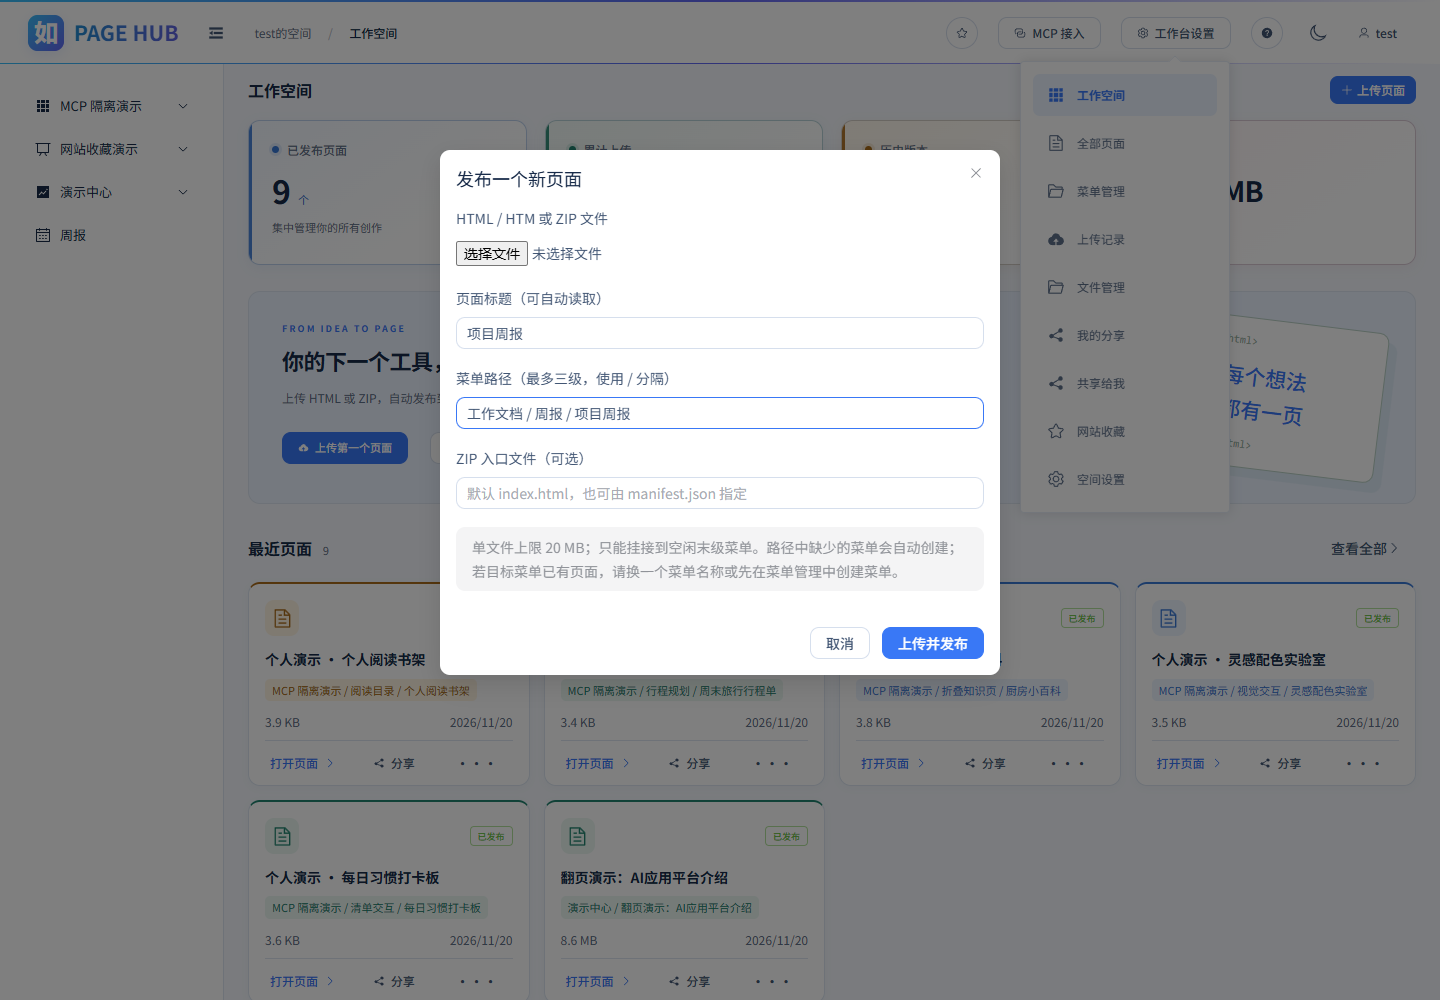 如 PAGE HUB
test的空间 / 工作空间
MCP 接入
工作台设置
test
MCP 隔离演示
网站收藏演示
演示中心
周报
工作空间
上传页面
已发布页面
9 个
集中管理你的所有创作
累计上传
历史版本
MB
工作空间
全部页面
菜单管理
上传记录
文件管理
我的分享
共享给我
网站收藏
空间设置
FROM IDEA TO PAGE
你的下一个工具,
上传 HTML 或 ZIP，自动发布
上传第一个页面
html>
每个想法
都有一页
html>
发布一个新页面
HTML / HTM 或 ZIP 文件
选择文件 未选择文件
页面标题（可自动读取）
项目周报
菜单路径（最多三级，使用 / 分隔）
工作文档 / 周报 / 项目周报
ZIP 入口文件（可选）
默认 index.html，也可由 manifest.json 指定
单文件上限 20 MB；只能挂接到空闲末级菜单。路径中缺少的菜单会自动创建；
若目标菜单已有页面，请换一个菜单名称或先在菜单管理中创建菜单。
取消
上传并发布
最近页面 9
查看全部
个人演示 · 个人阅读书架
MCP 隔离演示 / 阅读目录 / 个人阅读书架
3.9 KB 2026/11/20
打开页面 分享
MCP 隔离演示 / 行程规划 / 周末旅行行程单
3.4 KB 2026/11/20
打开页面 分享
已发布
MCP 隔离演示 / 折叠知识页 / 厨房小百科
3.8 KB 2026/11/20
打开页面 分享
已发布
个人演示 · 灵感配色实验室
MCP 隔离演示 / 视觉交互 / 灵感配色实验室
3.5 KB 2026/11/20
打开页面 分享
已发布
个人演示 · 每日习惯打卡板
MCP 隔离演示 / 清单交互 / 每日习惯打卡板
3.6 KB 2026/11/20
打开页面 分享
已发布
翻页演示：AI应用平台介绍
演示中心 / 翻页演示：AI应用平台介绍
8.6 MB 2026/11/20
打开页面 分享